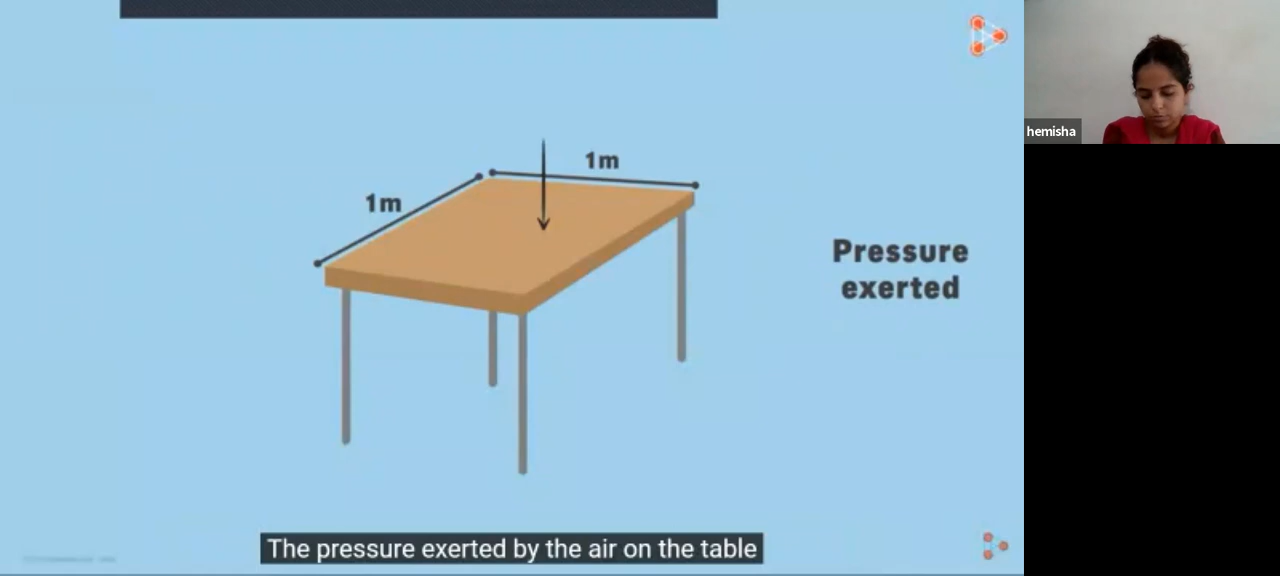 1m
1m
Pressure
exerted
hemisha
The pressure exerted by the air on the table